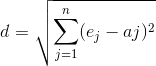 d = \sqrt{\sum_{j=1}^{n} (e_j - aj)^2}